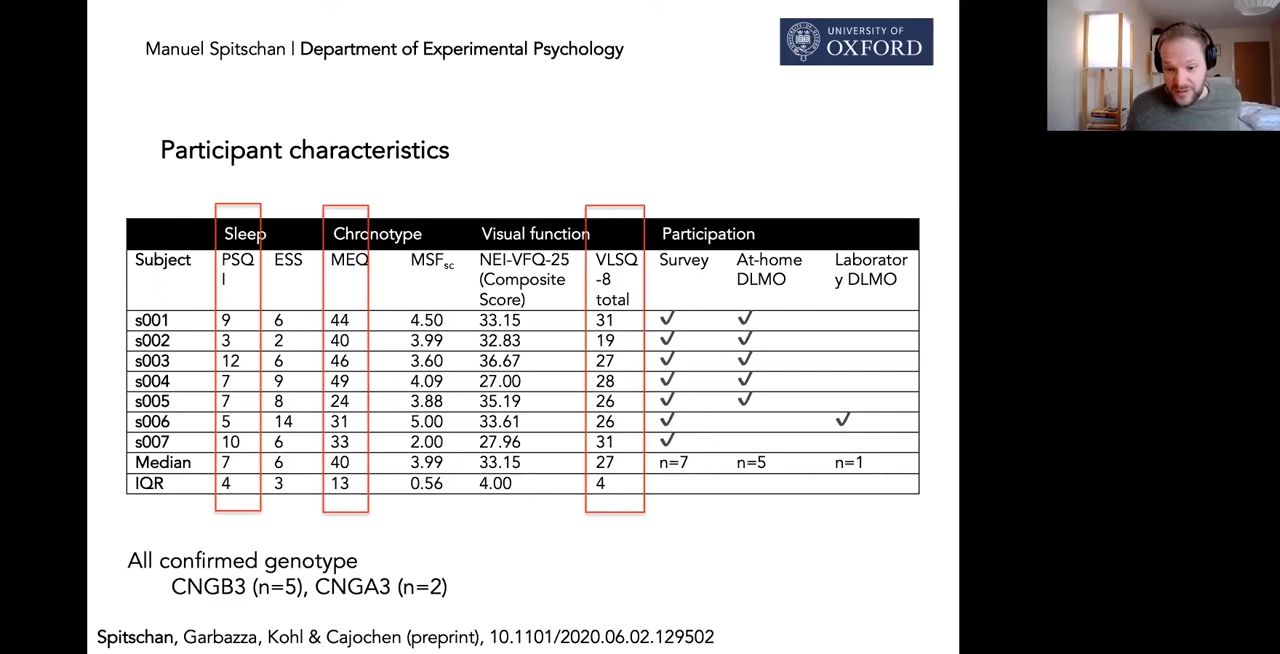 Manuel Spitschan | Department of Experimental Psychology
UNIVERSITY OF
OXFORD
Participant characteristics
Sleep Chronotype Visual function Participation
Subject PSQ ESS MEQ MSFsc NEI-VFQ-25 VLSQ Survey At-home Laborator
I (Composite -8 DLMO y DLMO
Score) total
s001 9 6 44 4.50 33.15 31 ✓ ✓
s002 3 2 40 3.99 32.83 19 ✓ ✓
s003 12 6 46 3.60 36.67 27 ✓ ✓
s004 7 9 49 4.09 27.00 28 ✓ ✓
s005 7 8 24 3.88 35.19 26 ✓ ✓
s006 5 14 31 5.00 33.61 26 ✓ ✓
s007 10 6 33 2.00 27.96 31 ✓
Median 7 6 40 3.99 33.15 27 n=7 n=5 n=1
IQR 4 3 13 0.56 4.00 4
All confirmed genotype
CNGB3 (n=5), CNGA3 (n=2)
Spitschan, Garbazza, Kohl & Cajochen (preprint), 10.1101/2020.06.02.129502